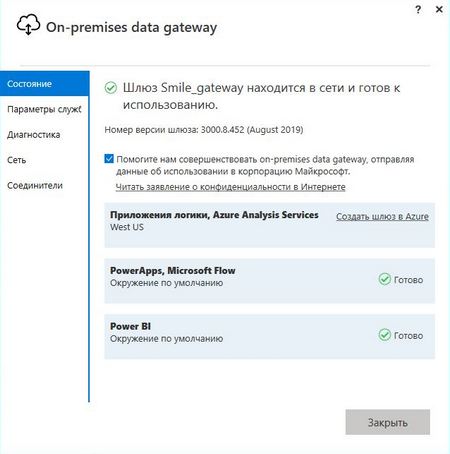 ?
On-premises data gateway
Состояние
Параметры служб
Диагностика
Сеть
Соединители
Шлюз Smile_gateway находится в сети и готов к
использованию.
Номер версии шлюза: 3000.8.452 (August 2019)
Помогите нам совершенствовать on-premises data gateway, отправляя
данные об использовании в корпорацию Майкрософт.
Читать заявление о конфиденциальности в Интернете
Приложения логики, Azure Analysis Services
Создать шлюз в Azure
West US
PowerApps, Microsoft Flow
Окружение по умолчанию
Готово
Power BI
Окружение по умолчанию
Готово
Закрыть